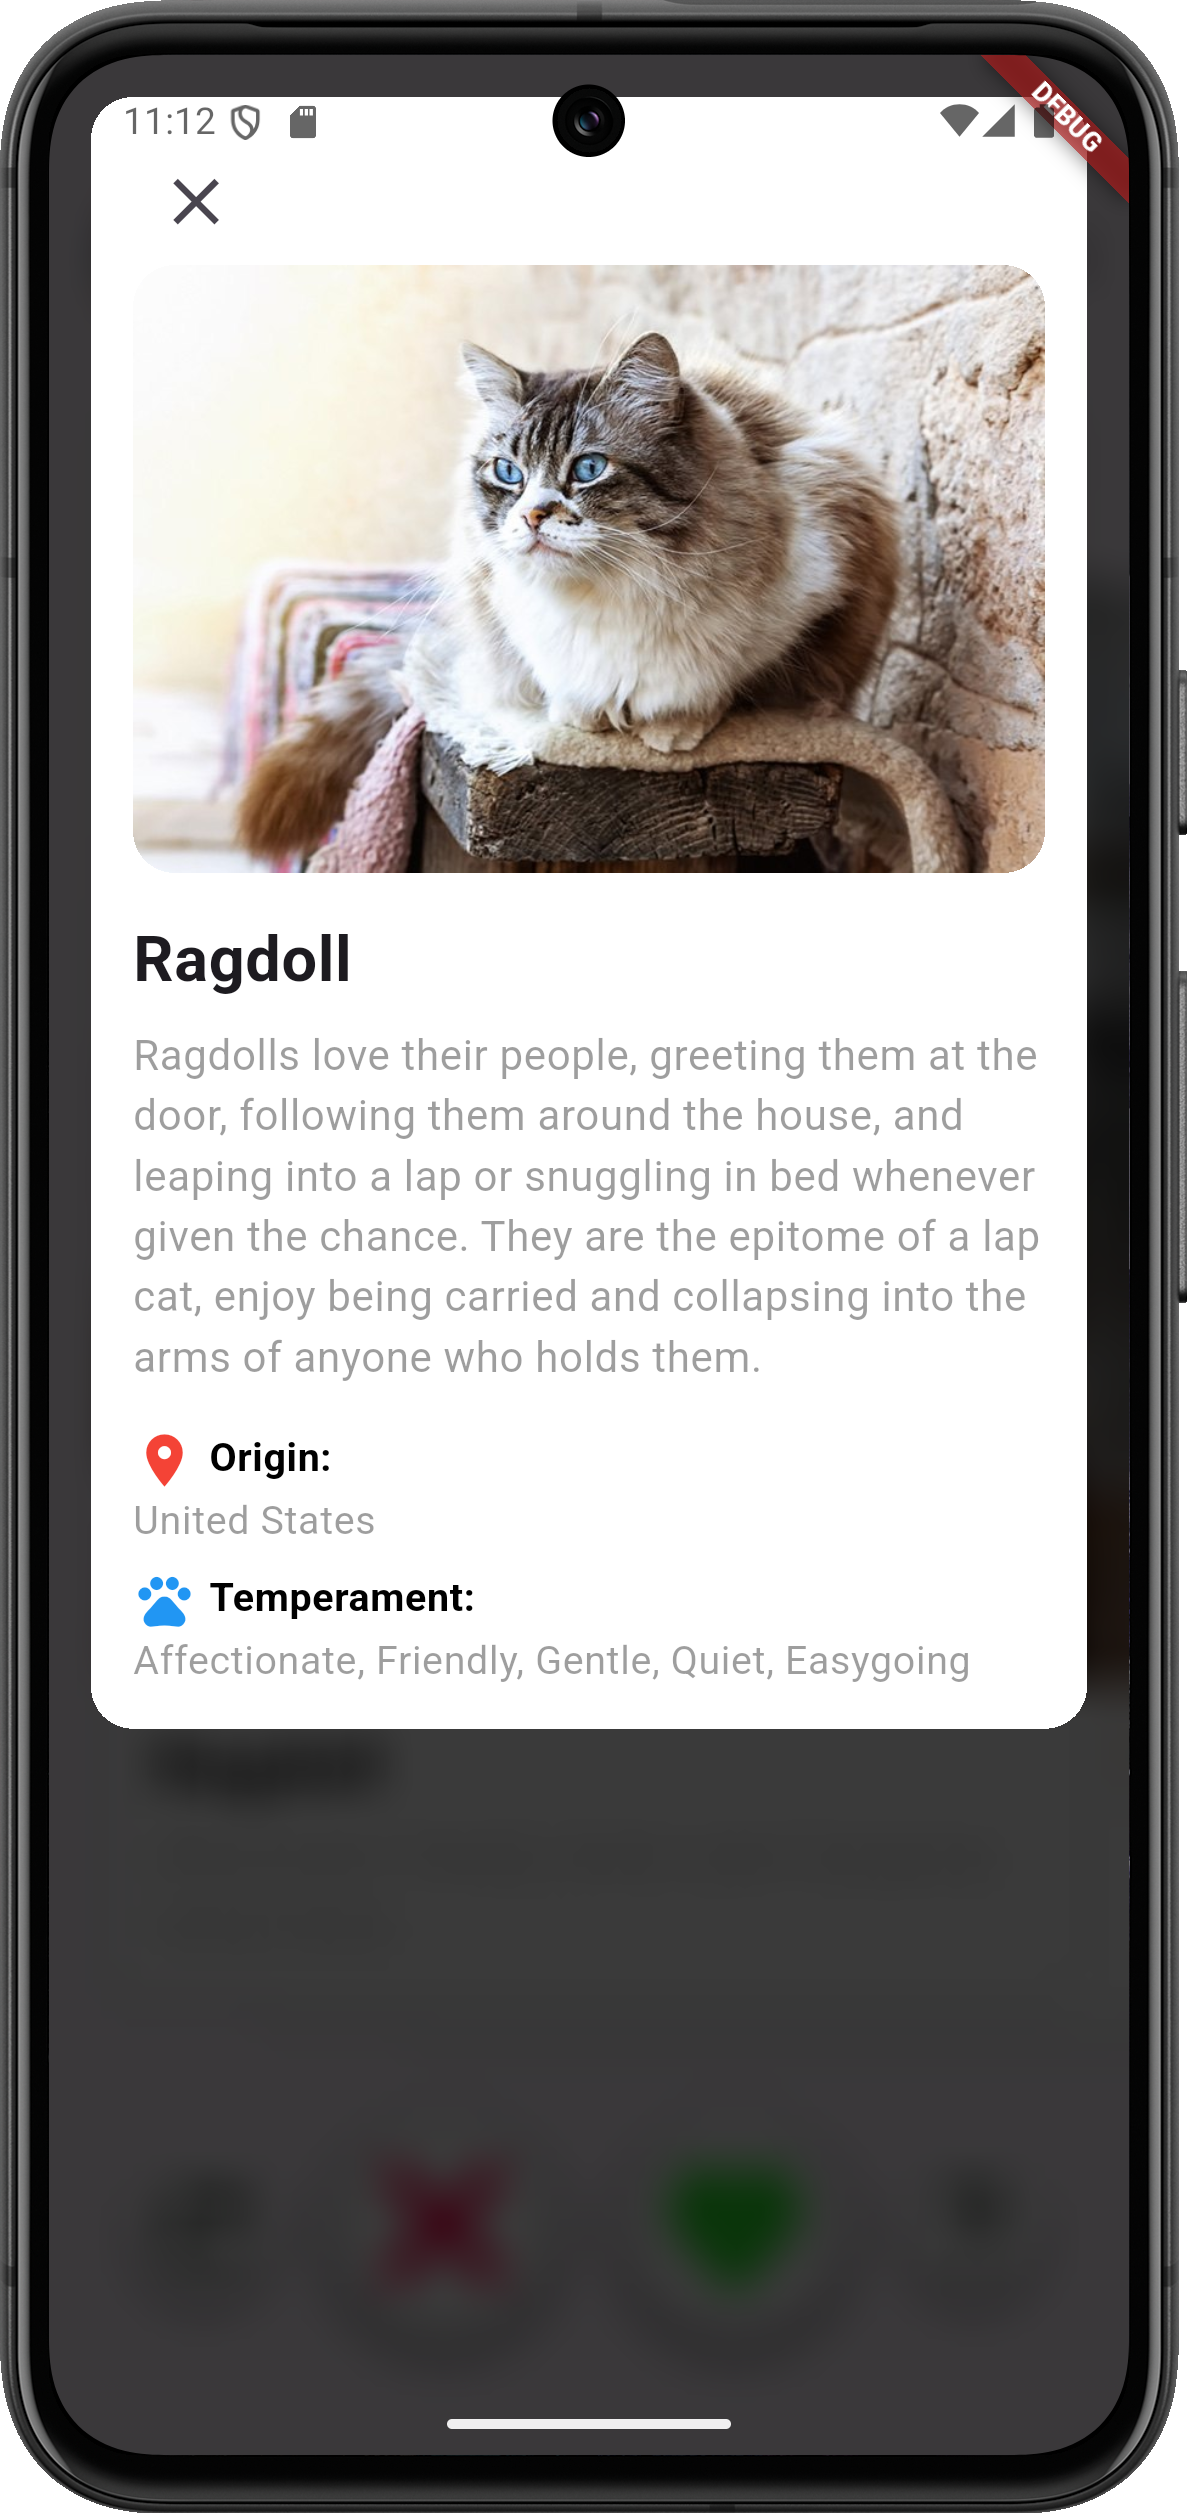 11:12
DEBUG
Ragdoll
Ragdolls love their people, greeting them at the
door, following them around the house, and
leaping into a lap or snuggling in bed whenever
given the chance. They are the epitome of a lap
cat, enjoy being carried and collapsing into the
arms of anyone who holds them.
Origin:
United States
Temperament:
Affectionate, Friendly, Gentle, Quiet, Easygoing